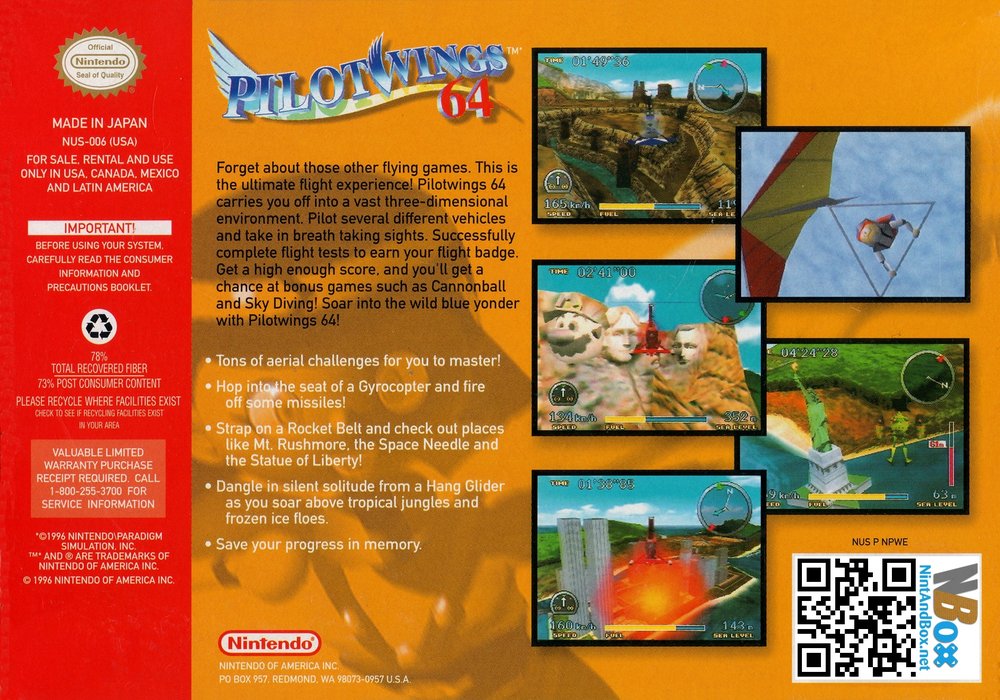 Official
Nintendo
Seal of Quality
MADE IN JAPAN
NUS-006 (USA)
FOR SALE, RENTAL AND USE
ONLY IN USA, CANADA, MEXICO
AND LATIN AMERICA
IMPORTANT!
BEFORE USING YOUR SYSTEM,
CAREFULLY READ THE CONSUMER
INFORMATION AND
PRECAUTIONS BOOKLET.
78%
TOTAL RECOVERED FIBER
73% POST CONSUMER CONTENT
PLEASE RECYCLE WHERE FACILITIES EXIST
CHECK TO SEE IF RECYCLING FACILITIES EXIST
IN YOUR AREA
VALUABLE LIMITED
WARRANTY PURCHASE
RECEIPT REQUIRED. CALL
1-800-255-3700 FOR
SERVICE INFORMATION
"©1996 NINTENDO\PARADIGM
SIMULATION, INC.
TM* AND ® ARE TRADEMARKS OF
NINTENDO OF AMERICA INC.
© 1996 NINTENDO OF AMERICA INC.
PILOTWINGS
64
TM*
Forget about those other flying games. This is
the ultimate flight experience! Pilotwings 64
carries you off into a vast three-dimensional
environment. Pilot several different vehicles
and take in breath taking sights. Successfully
complete flight tests to earn your flight badge.
Get a high enough score, and you'll get a
chance at bonus games such as Cannonball
and Sky Diving! Soar into the wild blue yonder
with Pilotwings 64!
• Tons of aerial challenges for you to master!
• Hop into the seat of a Gyrocopter and fire
off some missiles!
• Strap on a Rocket Belt and check out places
like Mt. Rushmore, the Space Needle and
the Statue of Liberty!
• Dangle in silent solitude from a Hang Glider
as you soar above tropical jungles and
frozen ice floes.
• Save your progress in memory.
Nintendo®
NINTENDO OF AMERICA INC.
PO BOX 957, REDMOND, WA 98073-0957 U.S.A.
TIME 01'49"36
N
165 km/h
SPEED FUEL SEA LE
TIME 02'41"00
134 km/h 352 m
SPEED FUEL SEA LEVEL
04'24"28
N
61m
km/h 63 m
ED FUEL SEA LEVEL
TIME 01'38"85
N
160 km/h 143 m
SPEED FUEL SEA LEVEL
NUS P NPWE
NBOX
NintAndBox.net